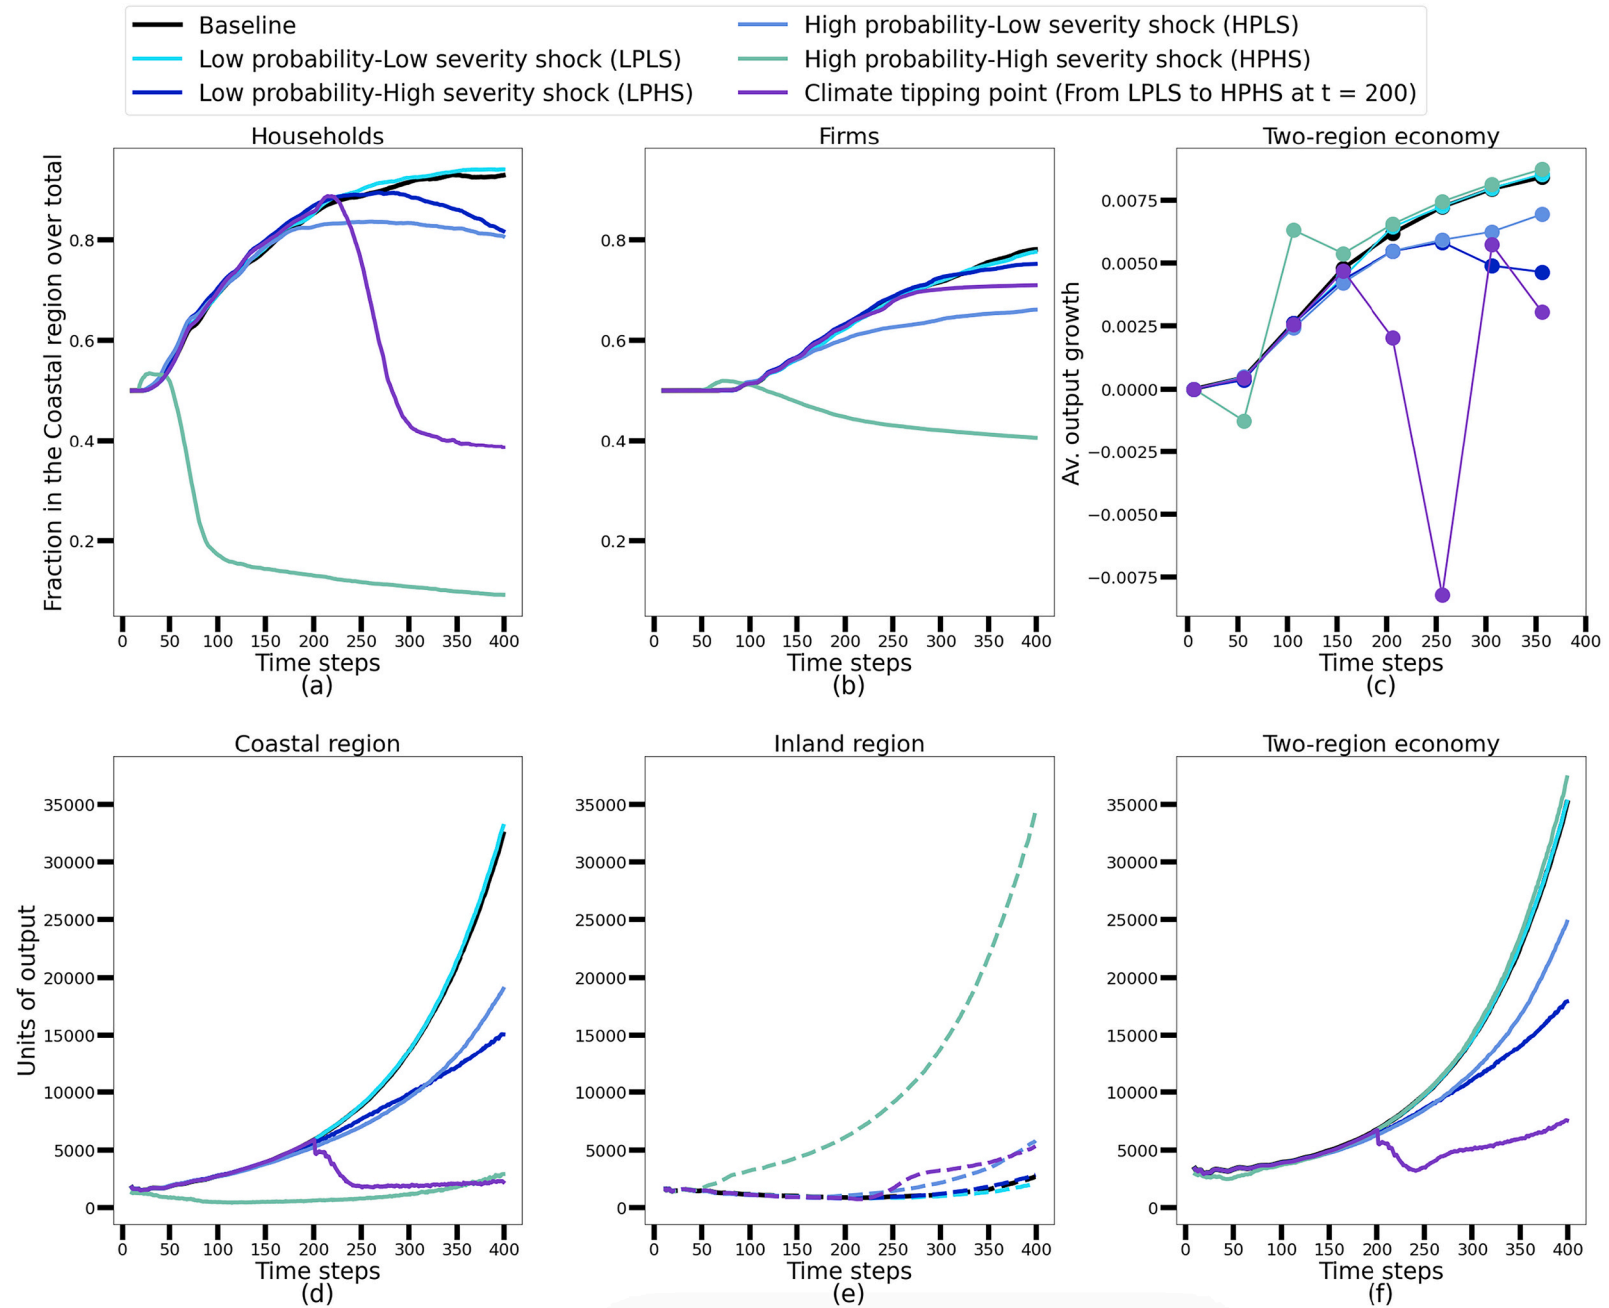 Baseline
Low probability-Low severity shock (LPLS)
Low probability-High severity shock (LPHS)
High probability-Low severity shock (HPLS)
High probability-High severity shock (HPHS)
Climate tipping point (From LPLS to HPHS at t = 200)
Households
Fraction in the Coastal region over total
0.8
0.6
0.4
0.2
0 50 100 150 200 250 300 350 400
Time steps
(a)
Firms
0.8
0.6
0.4
0.2
0 50 100 150 200 250 300 350 400
Time steps
(b)
Two-region economy
Av. output growth
0.0075
0.0050
0.0025
0.0000
−0.0025
−0.0050
−0.0075
0 50 100 150 200 250 300 350 400
Time steps
(c)
Coastal region
Units of output
35000
30000
25000
20000
15000
10000
5000
0
0 50 100 150 200 250 300 350 400
Time steps
(d)
Inland region
35000
30000
25000
20000
15000
10000
5000
0
0 50 100 150 200 250 300 350 400
Time steps
(e)
Two-region economy
35000
30000
25000
20000
15000
10000
5000
0
0 50 100 150 200 250 300 350 400
Time steps
(f)